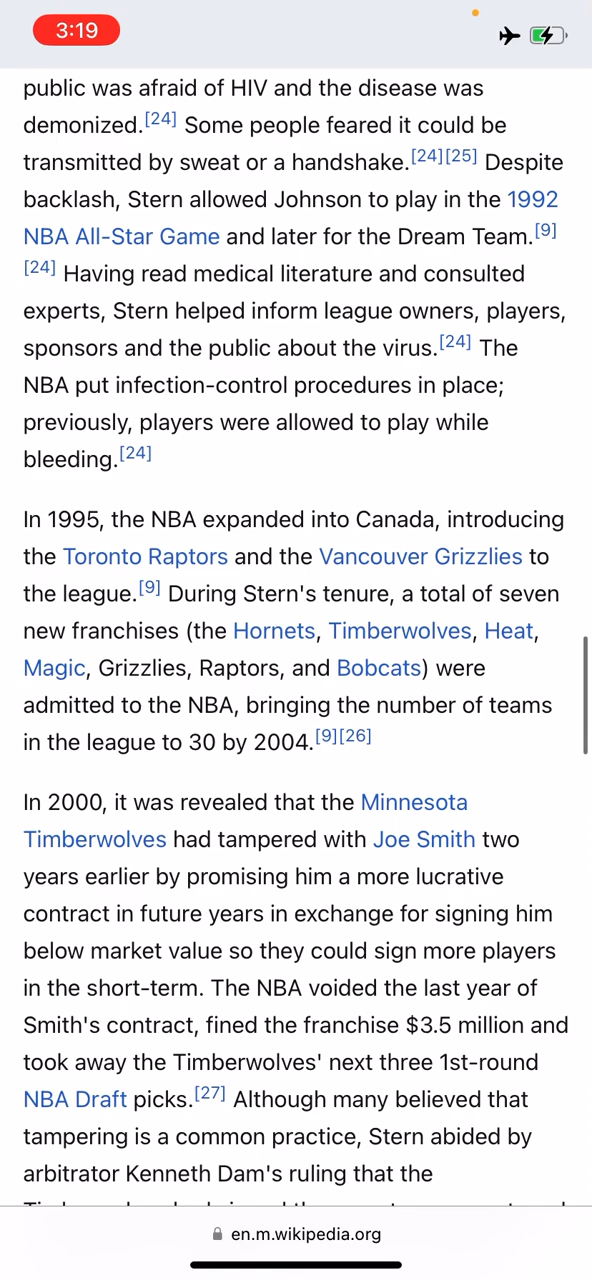 3:19
public was afraid of HIV and the disease was
demonized.[24] Some people feared it could be
transmitted by sweat or a handshake.[24][25] Despite
backlash, Stern allowed Johnson to play in the 1992
NBA All-Star Game and later for the Dream Team.[9]
[24] Having read medical literature and consulted
experts, Stern helped inform league owners, players,
sponsors and the public about the virus.[24] The
NBA put infection-control procedures in place;
previously, players were allowed to play while
bleeding.[24]
In 1995, the NBA expanded into Canada, introducing
the Toronto Raptors and the Vancouver Grizzlies to
the league.[9] During Stern's tenure, a total of seven
new franchises (the Hornets, Timberwolves, Heat,
Magic, Grizzlies, Raptors, and Bobcats) were
admitted to the NBA, bringing the number of teams
in the league to 30 by 2004.[9][26]
In 2000, it was revealed that the Minnesota
Timberwolves had tampered with Joe Smith two
years earlier by promising him a more lucrative
contract in future years in exchange for signing him
below market value so they could sign more players
in the short-term. The NBA voided the last year of
Smith's contract, fined the franchise $3.5 million and
took away the Timberwolves' next three 1st-round
NBA Draft picks.[27] Although many believed that
tampering is a common practice, Stern abided by
arbitrator Kenneth Dam's ruling that the
en.m.wikipedia.org